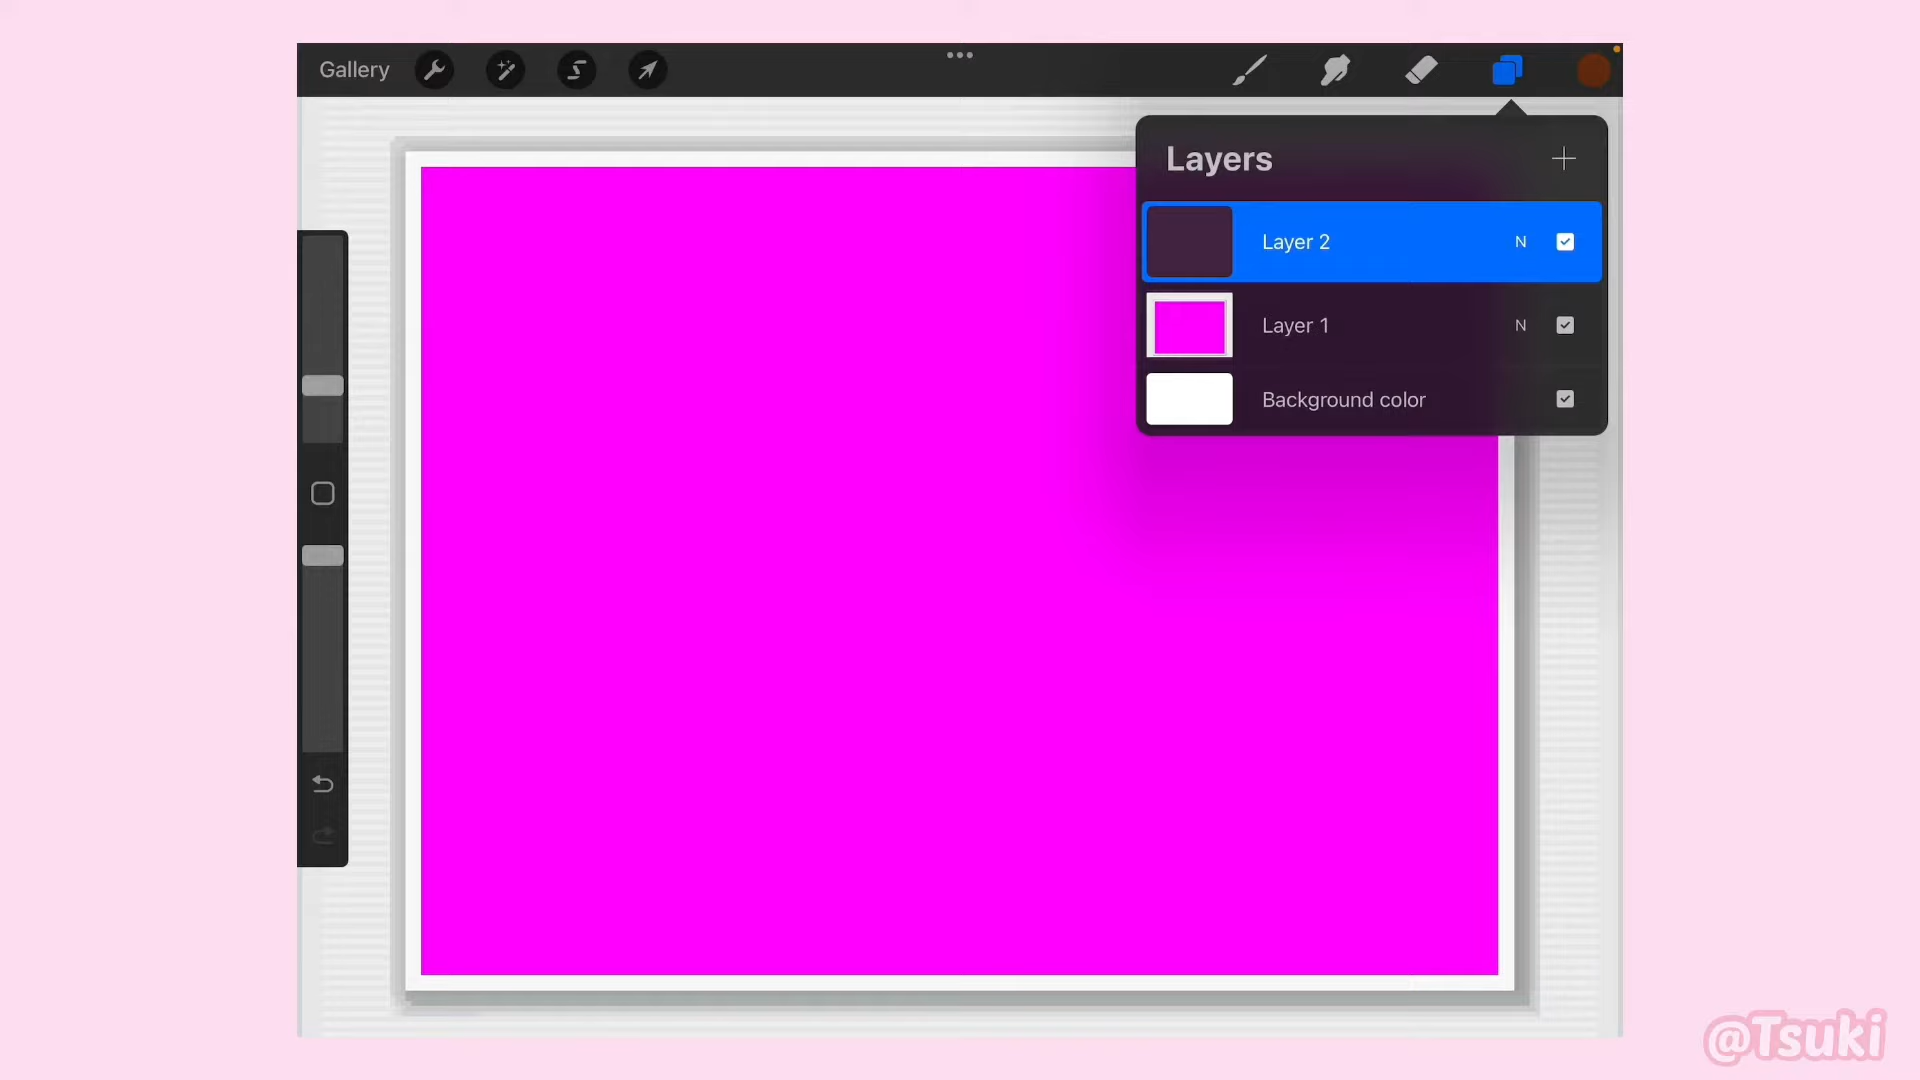 Gallery
Layers
Layer 2 N
Layer 1 N
Background color
@Tsuki